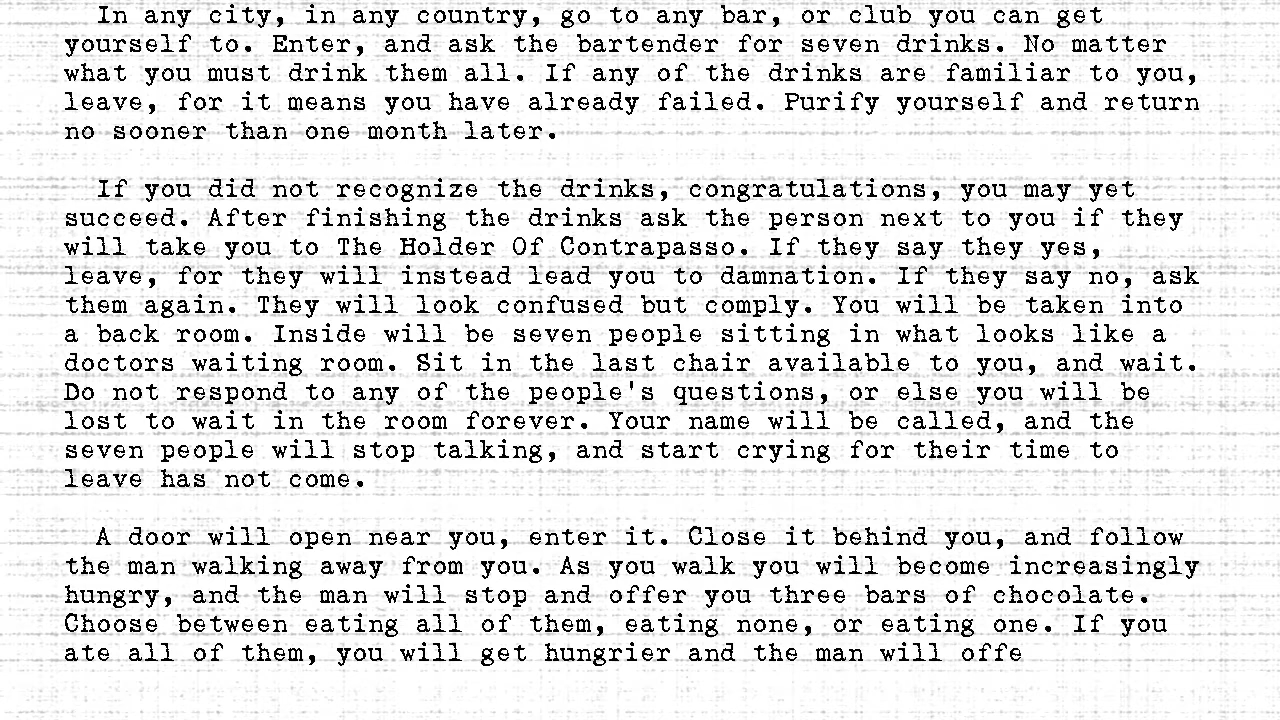 In any city, in any country, go to any bar, or club you can get
yourself to. Enter, and ask the bartender for seven drinks. No matter
what you must drink them all. If any of the drinks are familiar to you,
leave, for it means you have already failed. Purify yourself and return
no sooner than one month later.
If you did not recognize the drinks, congratulations, you may yet
succeed. After finishing the drinks ask the person next to you if they
will take you to The Holder Of Contrapasso. If they say they yes,
leave, for they will instead lead you to damnation. If they say no, ask
them again. They will look confused but comply. You will be taken into
a back room. Inside will be seven people sitting in what looks like a
doctors waiting room. Sit in the last chair available to you, and wait.
Do not respond to any of the people's questions, or else you will be
lost to wait in the room forever. Your name will be called, and the
seven people will stop talking, and start crying for their time to
leave has not come.
A door will open near you, enter it. Close it behind you, and follow
the man walking away from you. As you walk you will become increasingly
hungry, and the man will stop and offer you three bars of chocolate.
Choose between eating all of them, eating none, or eating one. If you
ate all of them, you will get hungrier and the man will offe